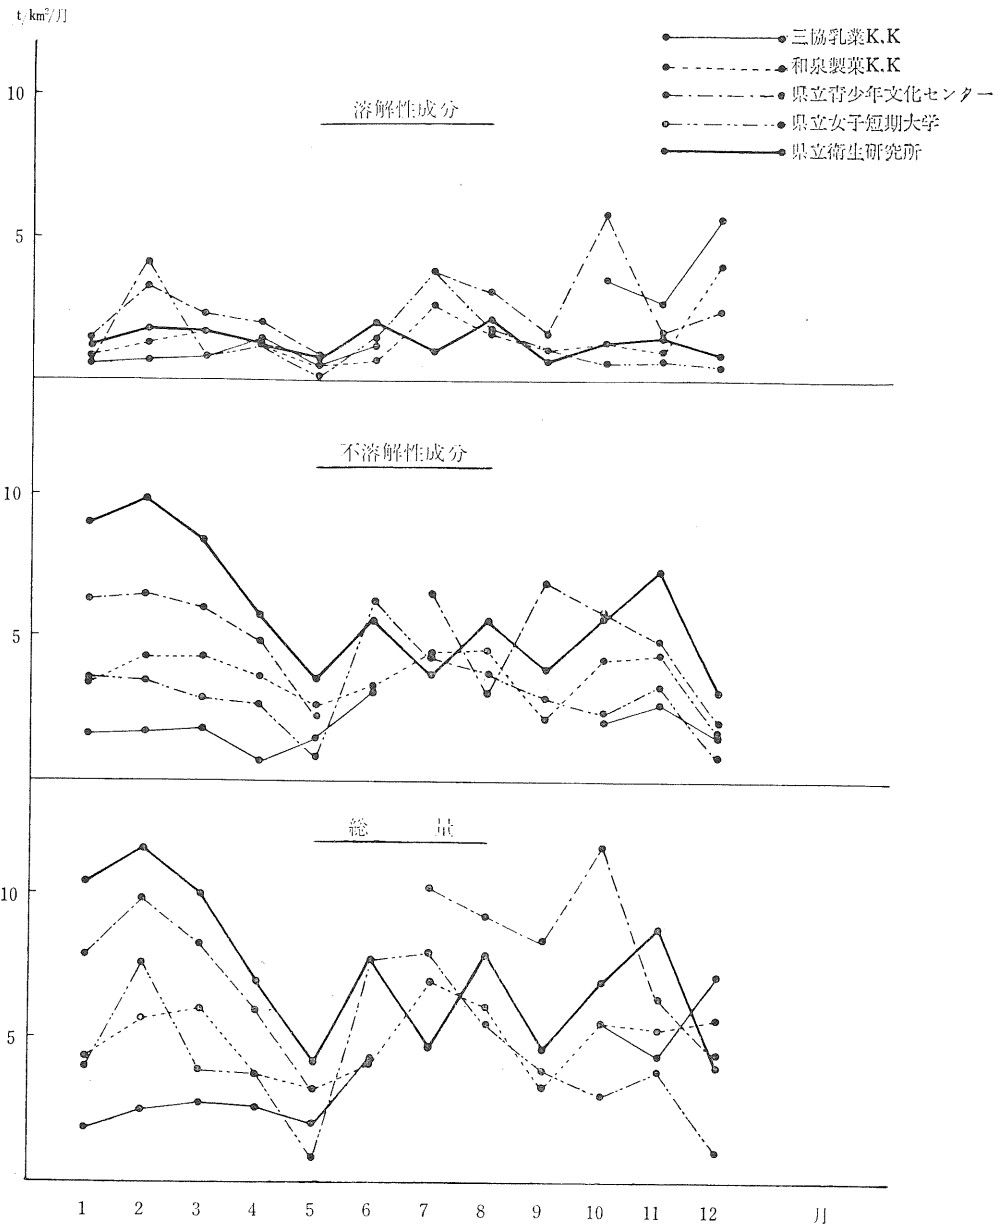 t/km²/月
三協乳業K.K
和泉製菓K.K
県立青少年文化センター
県立女子短期大学
県立衛生研究所
10
溶解性成分
5
不溶解性成分
10
5
総 量
10
5
1 2 3 4 5 6 7 8 9 10 11 12 月